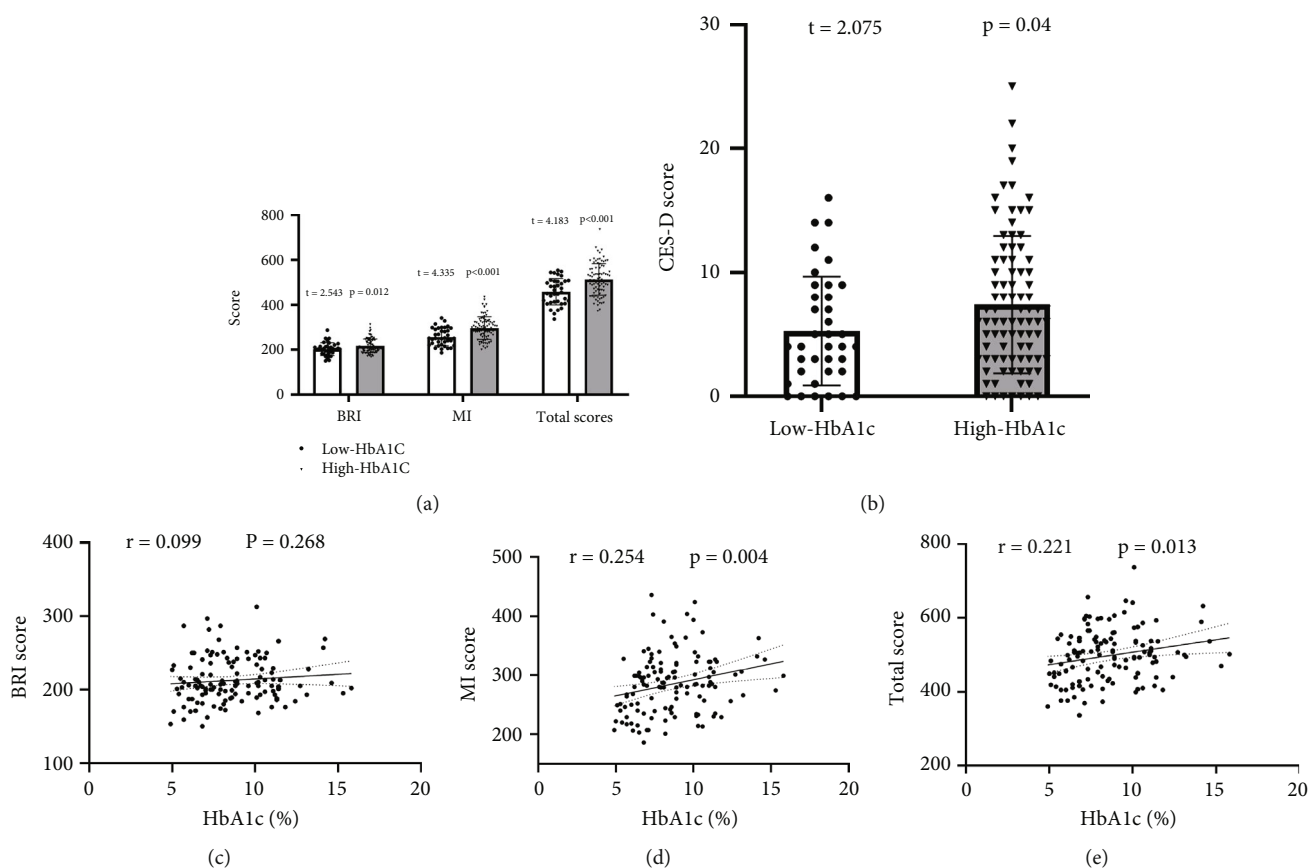 800
600
400
200
0
Score
t = 2.543
p = 0.012
t = 4.335
p<0.001
t = 4.183
p<0.001
BRI
MI
Total scores
Low-HbA1C
High-HbA1C
(a)
30
20
10
0
CES-D score
t = 2.075
p = 0.04
Low-HbA1c
High-HbA1c
(b)
400
300
200
100
BRI score
r = 0.099
P = 0.268
0
5
10
15
20
HbA1c (%)
(c)
500
400
300
200
MI score
r = 0.254
p = 0.004
0
5
10
15
20
HbA1c (%)
(d)
800
600
400
200
Total score
r = 0.221
p = 0.013
0
5
10
15
20
HbA1c (%)
(e)